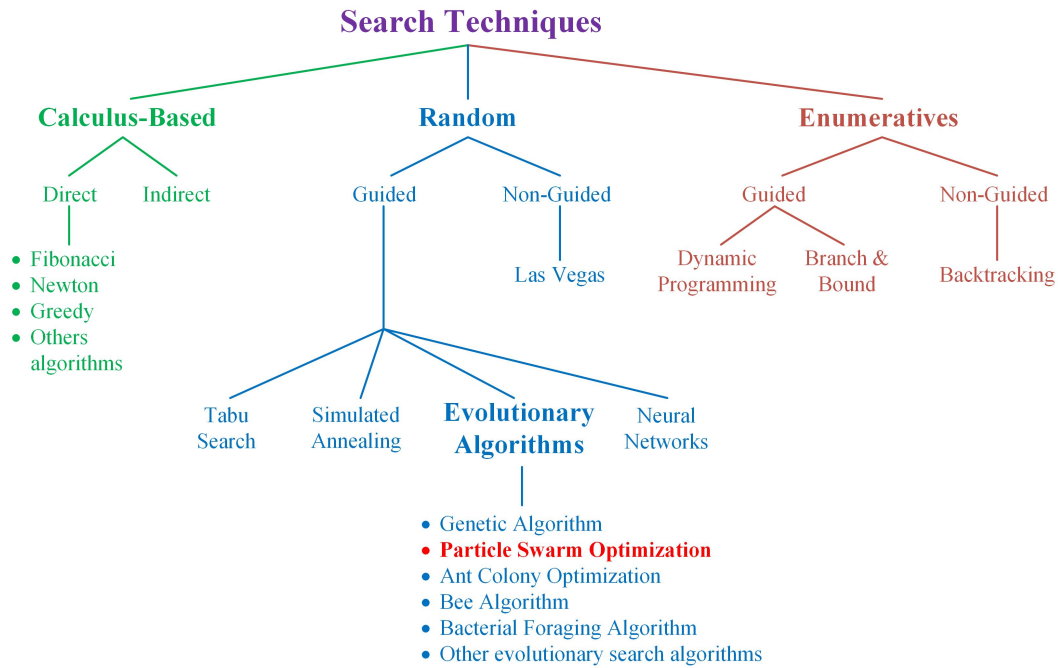 Search Techniques
Calculus-Based
Random
Enumeratives
Direct
Indirect
Guided
Non-Guided
Guided
Non-Guided
• Fibonacci
• Newton
• Greedy
• Others
algorithms
Las Vegas
Dynamic
Programming
Branch &
Bound
Backtracking
Tabu
Search
Simulated
Annealing
Evolutionary
Algorithms
Neural
Networks
• Genetic Algorithm
• Particle Swarm Optimization
• Ant Colony Optimization
• Bee Algorithm
• Bacterial Foraging Algorithm
• Other evolutionary search algorithms